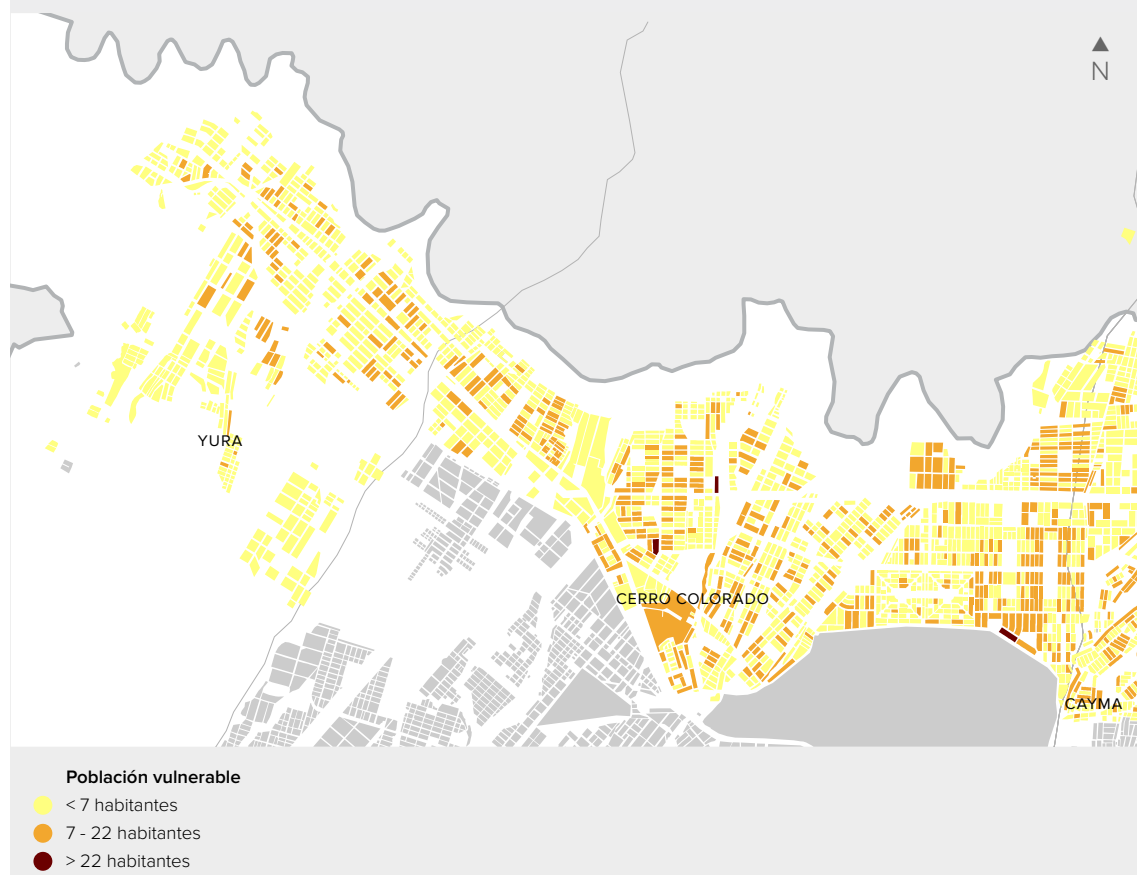 N
YURA
CERRO COLORADO
CAYMA
Población vulnerable
< 7 habitantes
7 - 22 habitantes
> 22 habitantes